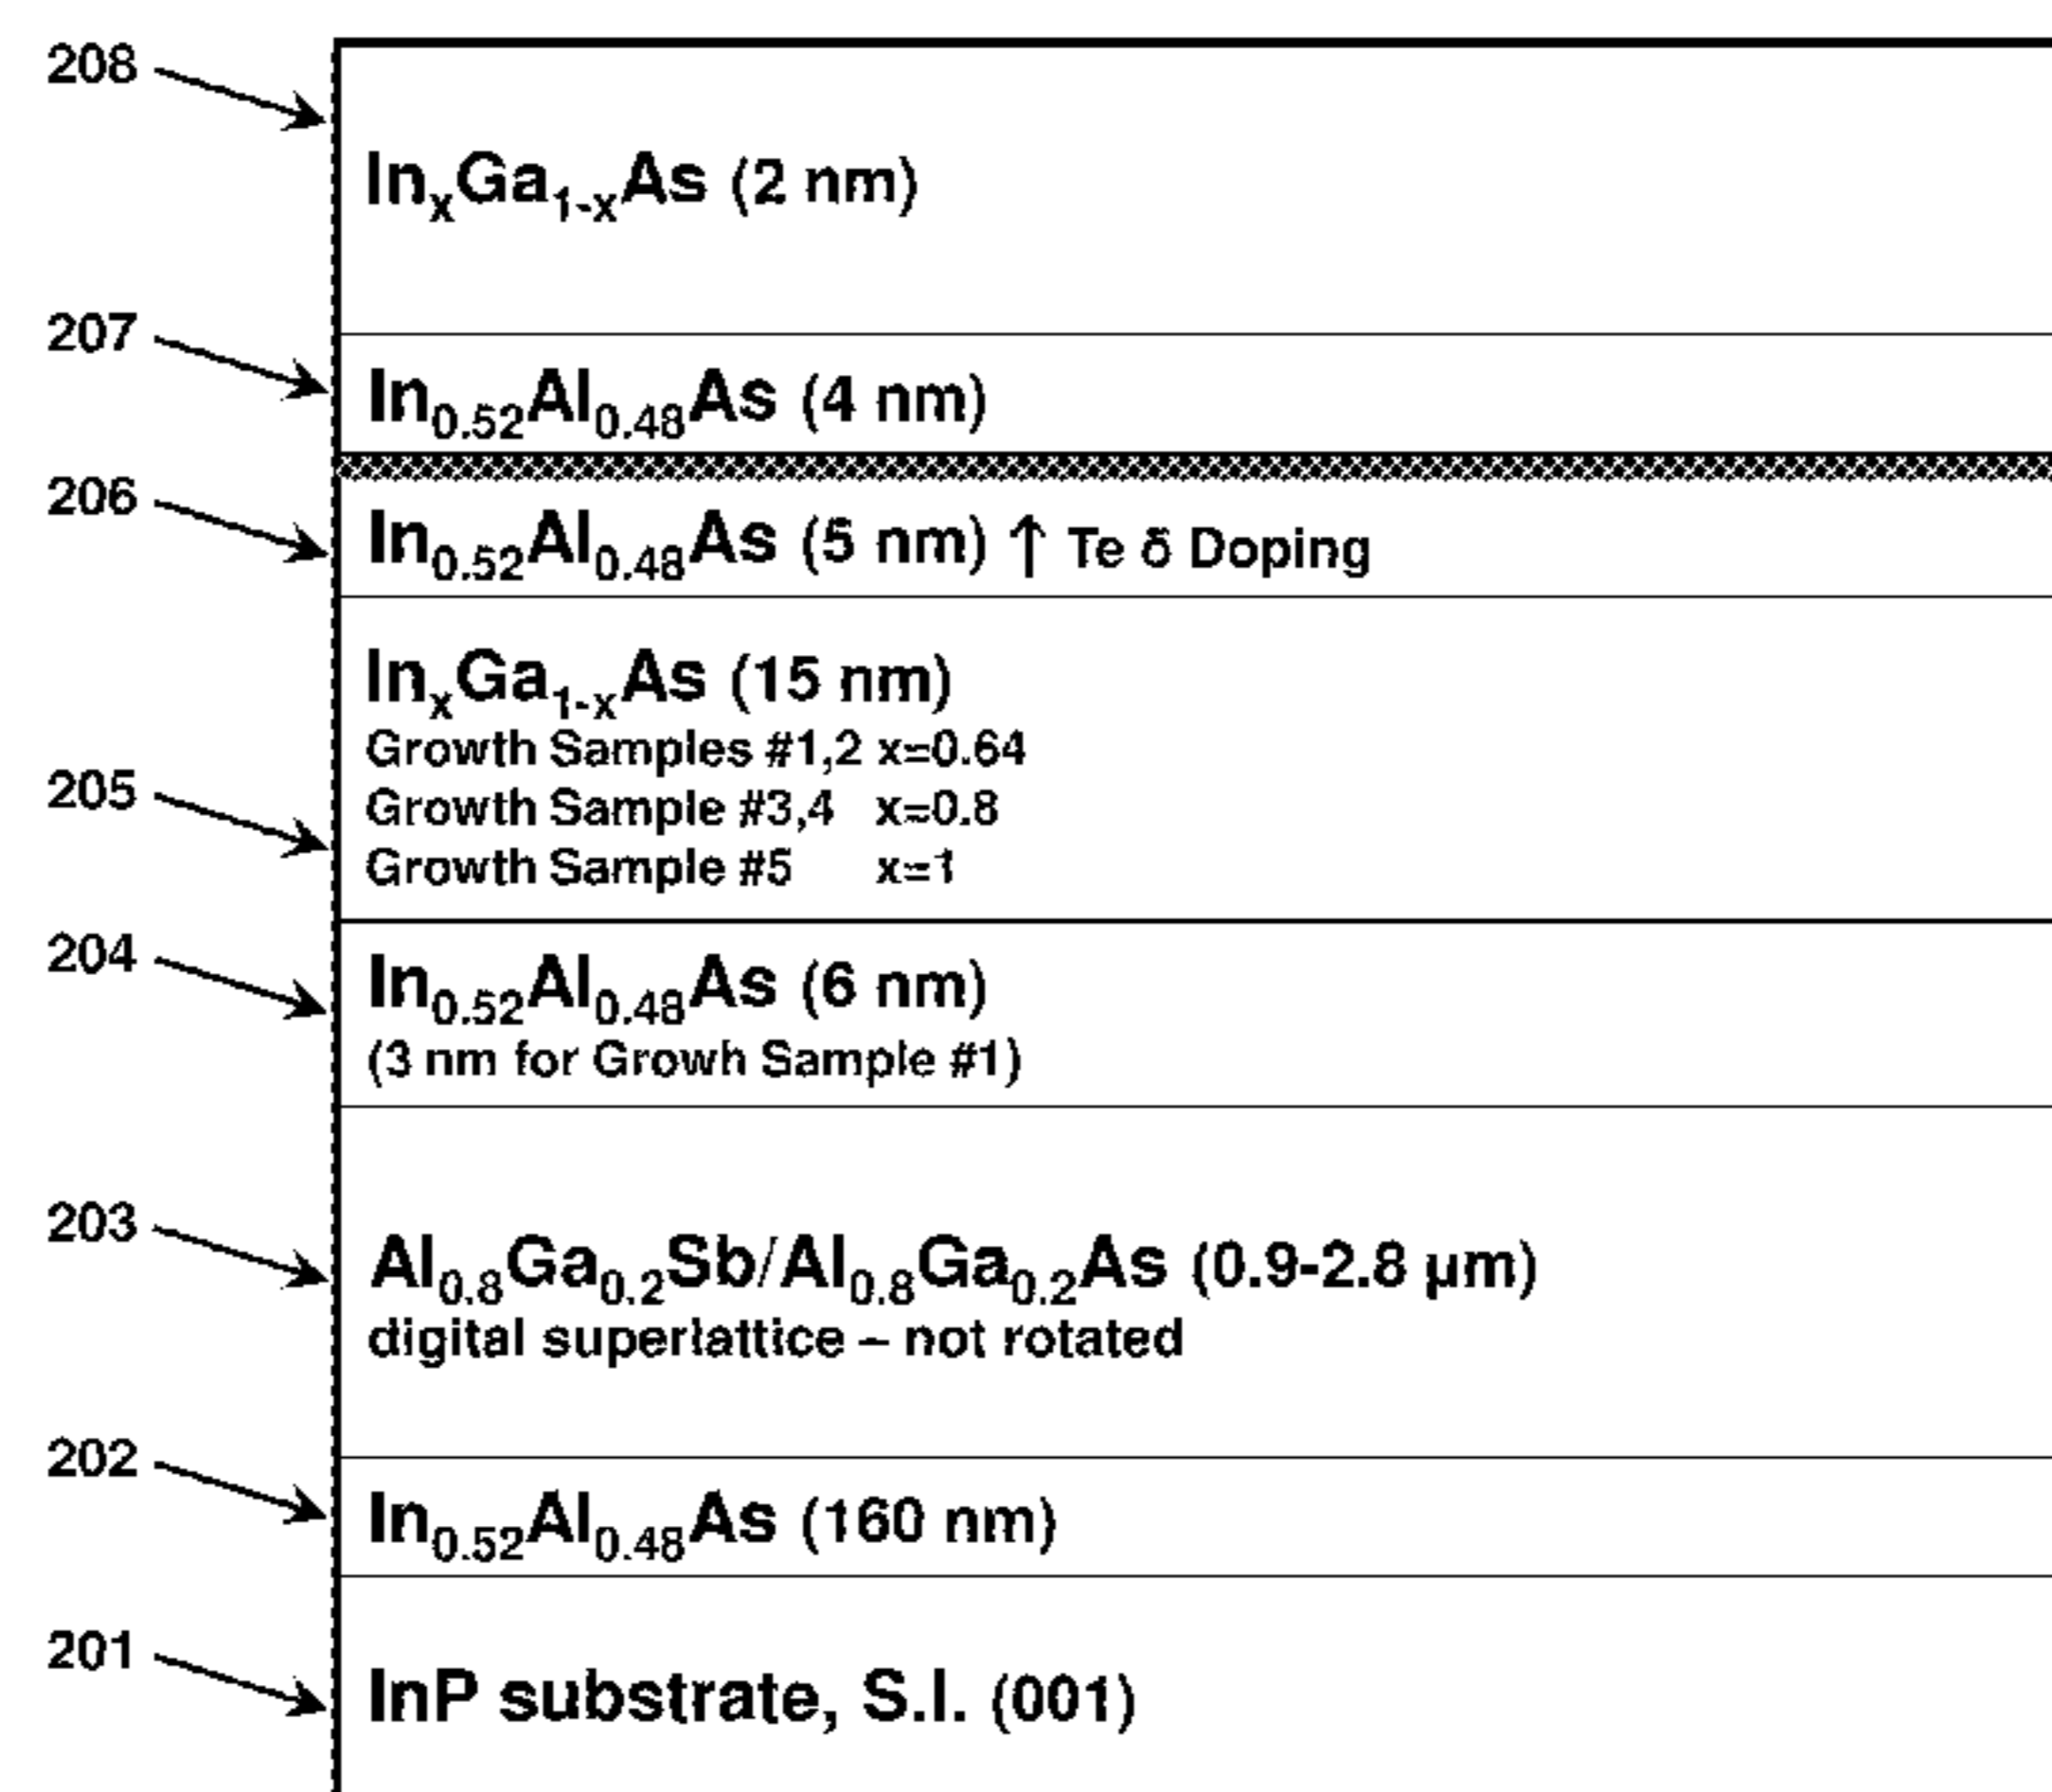 208
InₓGa₁₋ₓAs (2 nm)
207
In₀.₅₂Al₀.₄₈As (4 nm)
206
In₀.₅₂Al₀.₄₈As (5 nm) ↑ Te δ Doping
InₓGa₁₋ₓAs (15 nm)
Growth Samples #1,2 x=0.64
205
Growth Sample #3,4 x=0.8
Growth Sample #5 x=1
204
In₀.₅₂Al₀.₄₈As (6 nm)
(3 nm for Growh Sample #1)
203
Al₀.₈Ga₀.₂Sb/Al₀.₈Ga₀.₂As (0.9-2.8 µm)
digital superlattice – not rotated
202
In₀.₅₂Al₀.₄₈As (160 nm)
201
InP substrate, S.I. (001)